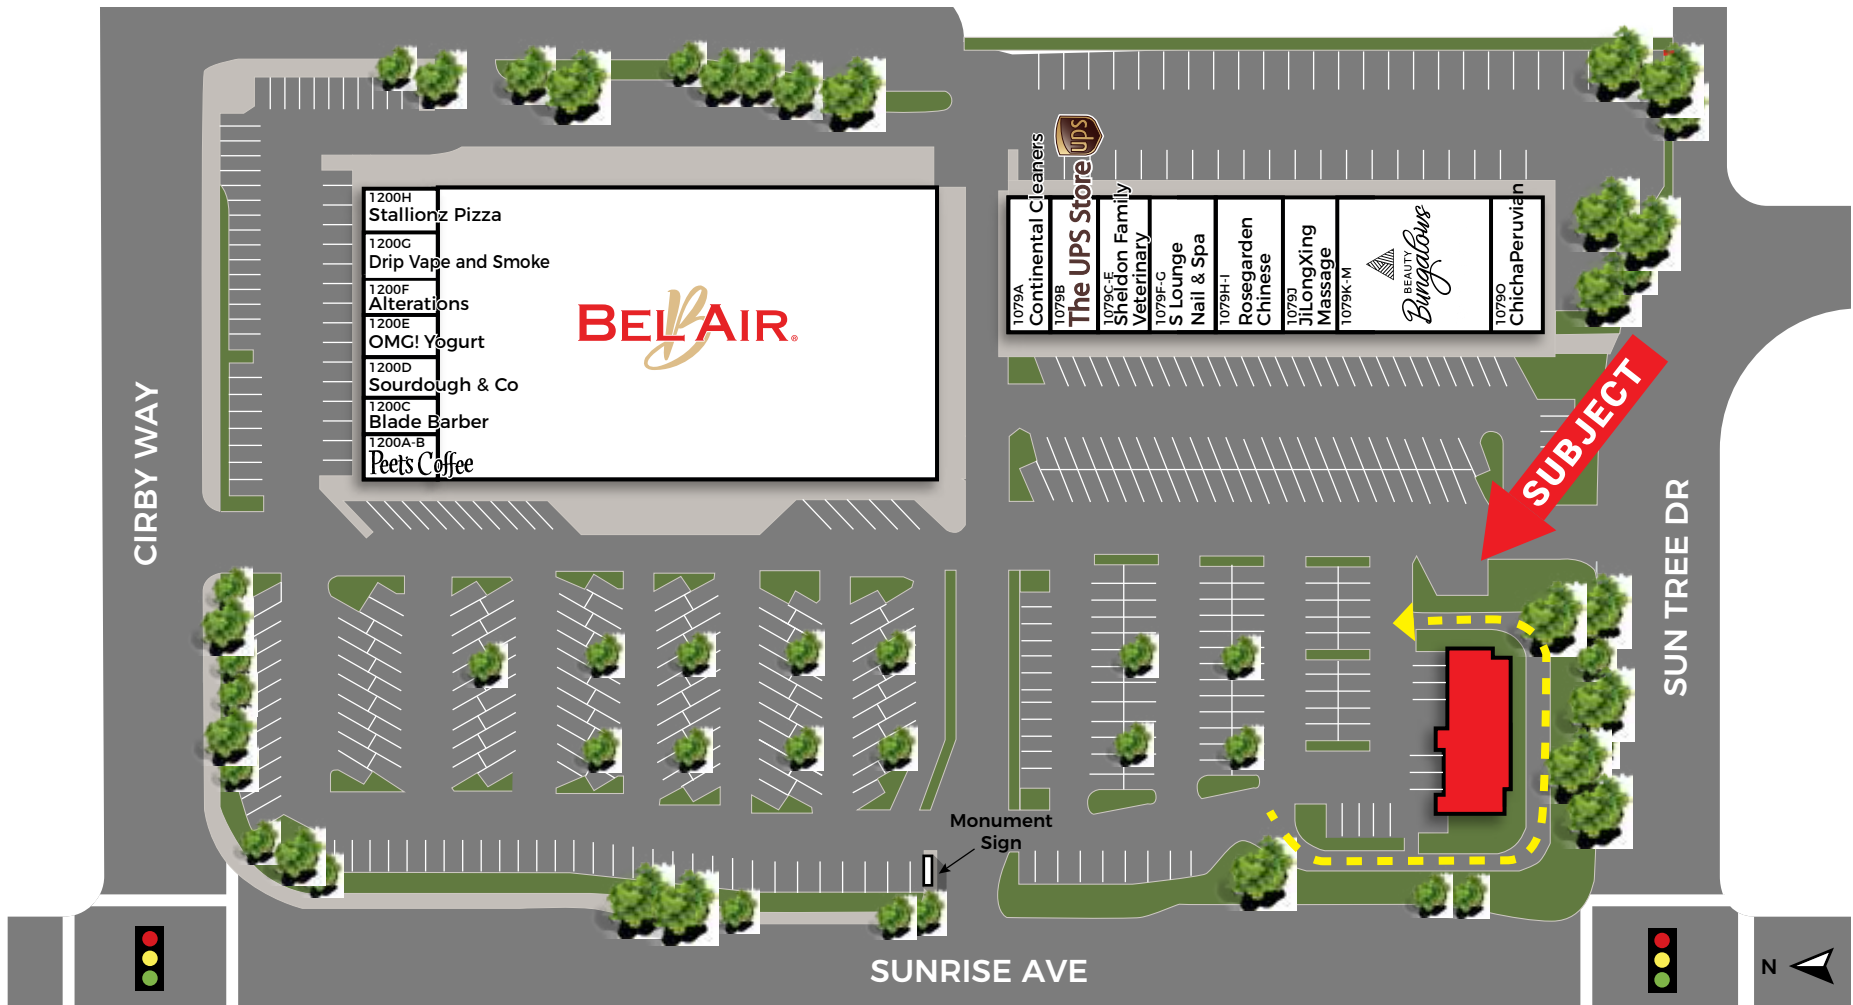 1200H
Stallionz Pizza
1200G
Drip Vape and Smoke
1200F
Alterations
1200E
OMG! Yogurt
1200D
Sourdough & Co
1200C
Blade Barber
1200A-B
Peet's Coffee
BEL AIR®
1079A
Continental Cleaners
1079B
The UPS Store
ups
1079C-E
Sheldon Family
Veterinary
1079F-G
S Lounge
Nail & Spa
1079H-I
Rosegarden
Chinese
1079J
JiLongXing
Massage
1079K-M
BEAUTY
Bungalows
1079O
ChichaPeruvian
SUBJECT
CIRBY WAY
SUN TREE DR
Monument
Sign
SUNRISE AVE
N